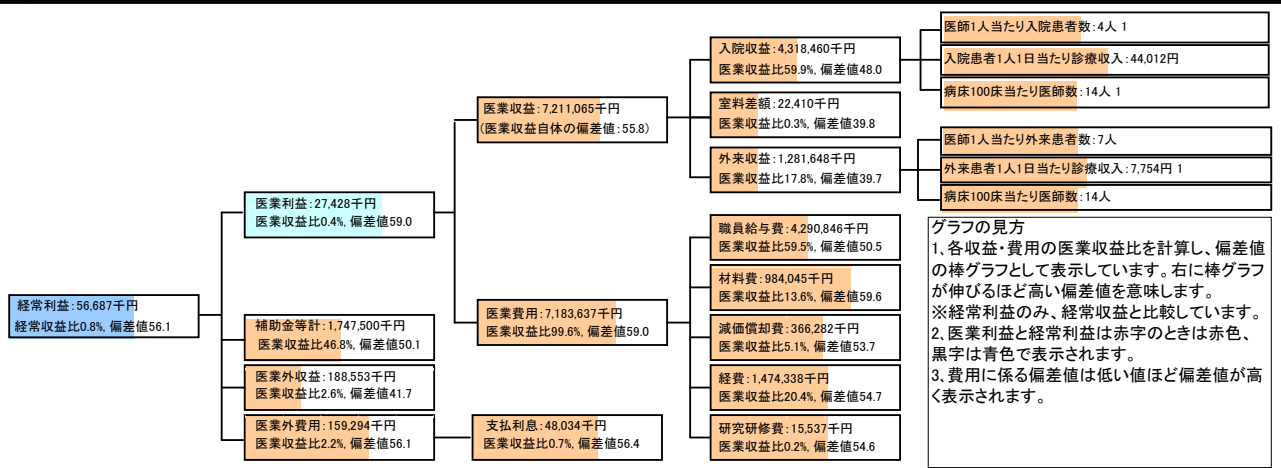 経常利益:56,687千円
経常収益比0.8%, 偏差値56.1
医業利益:27,428千円
医業収益比0.4%, 偏差値59.0
補助金等計:1,747,500千円
医業収益比46.8%, 偏差値50.1
医業外収益:188,553千円
医業収益比2.6%, 偏差値41.7
医業外費用:159,294千円
医業収益比2.2%, 偏差値56.1
医業収益:7,211,065千円
(医業収益自体の偏差値:55.8)
医業費用:7,183,637千円
医業収益比99.6%, 偏差値59.0
支払利息:48,034千円
医業収益比0.7%, 偏差値56.4
入院収益:4,318,460千円
医業収益比59.9%, 偏差値48.0
室料差額:22,410千円
医業収益比0.3%, 偏差値39.8
外来収益:1,281,648千円
医業収益比17.8%, 偏差値39.7
職員給与費:4,290,846千円
医業収益比59.5%, 偏差値50.5
材料費:984,045千円
医業収益比13.6%, 偏差値59.6
減価償却費:366,282千円
医業収益比5.1%, 偏差値53.7
経費:1,474,338千円
医業収益比20.4%, 偏差値54.7
研究研修費:15,537千円
医業収益比0.2%, 偏差値54.6
医師1人当たり入院患者数:4人 1
入院患者1人1日当たり診療収入:44,012円
病床100床当たり医師数:14人 1
医師1人当たり外来患者数:7人
外来患者1人1日当たり診療収入:7,754円 1
病床100床当たり医師数:14人
グラフの見方
1、各収益・費用の医業収益比を計算し、偏差値
の棒グラフとして表示しています。右に棒グラフ
が伸びるほど高い偏差値を意味します。
※経常利益のみ、経常収益と比較しています。
2、医業利益と経常利益は赤字のときは赤色、
黒字は青色で表示されます。
3、費用に係る偏差値は低い値ほど偏差値が高
く表示されます。